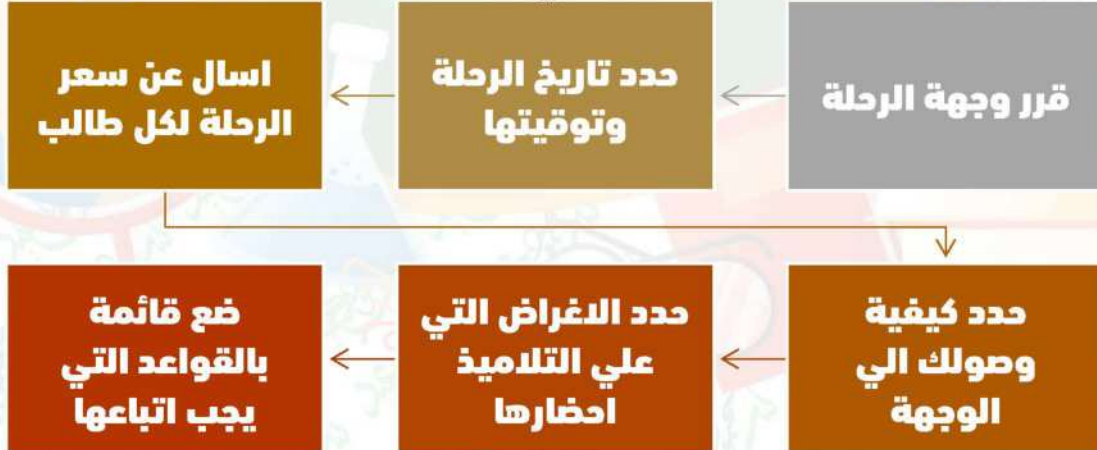 قرر وجهة الرحلة
حدد تاريخ الرحلة
وتوقيتها
اسال عن سعر
الرحلة لكل طالب
حدد كيفية
وصولك الي
الوجهة
حدد الاغراض التي
علي التلاميذ
احضارها
ضع قائمة
بالقواعد التي
يجب اتباعها